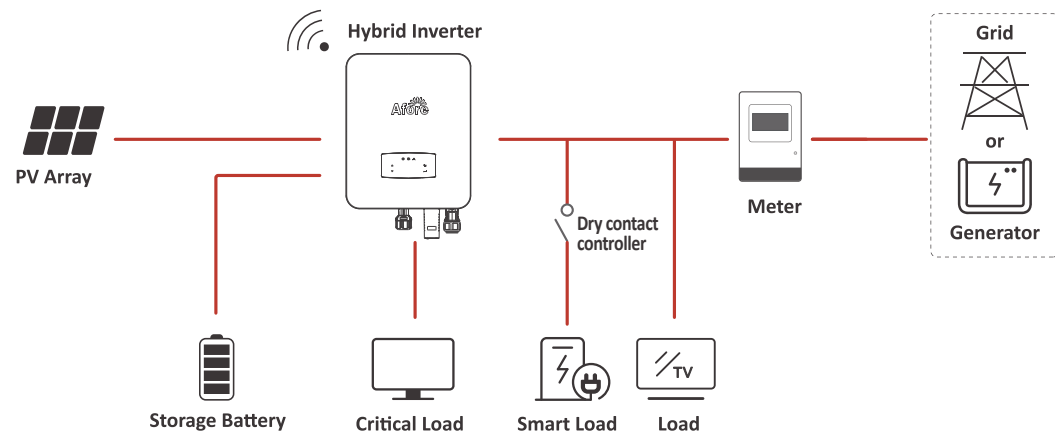 Hybrid Inverter
Grid
Afore
PV Array
or
Meter
Dry contact
controller
Generator
TV
Storage Battery
Critical Load
Smart Load
Load